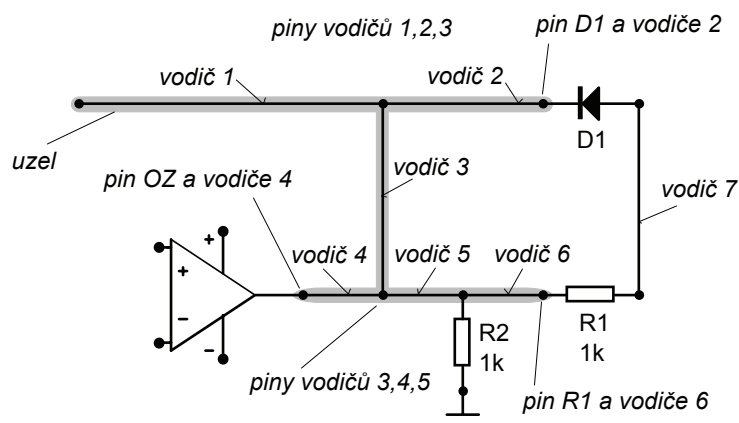 piny vodičů 1,2,3
pin D1 a vodiče 2
vodič 1
vodič 2
D1
uzel
pin OZ a vodiče 4
vodič 3
vodič 7
+
+
−
−
vodič 4
vodič 5
vodič 6
R2
1k
R1
1k
piny vodičů 3,4,5
pin R1 a vodiče 6